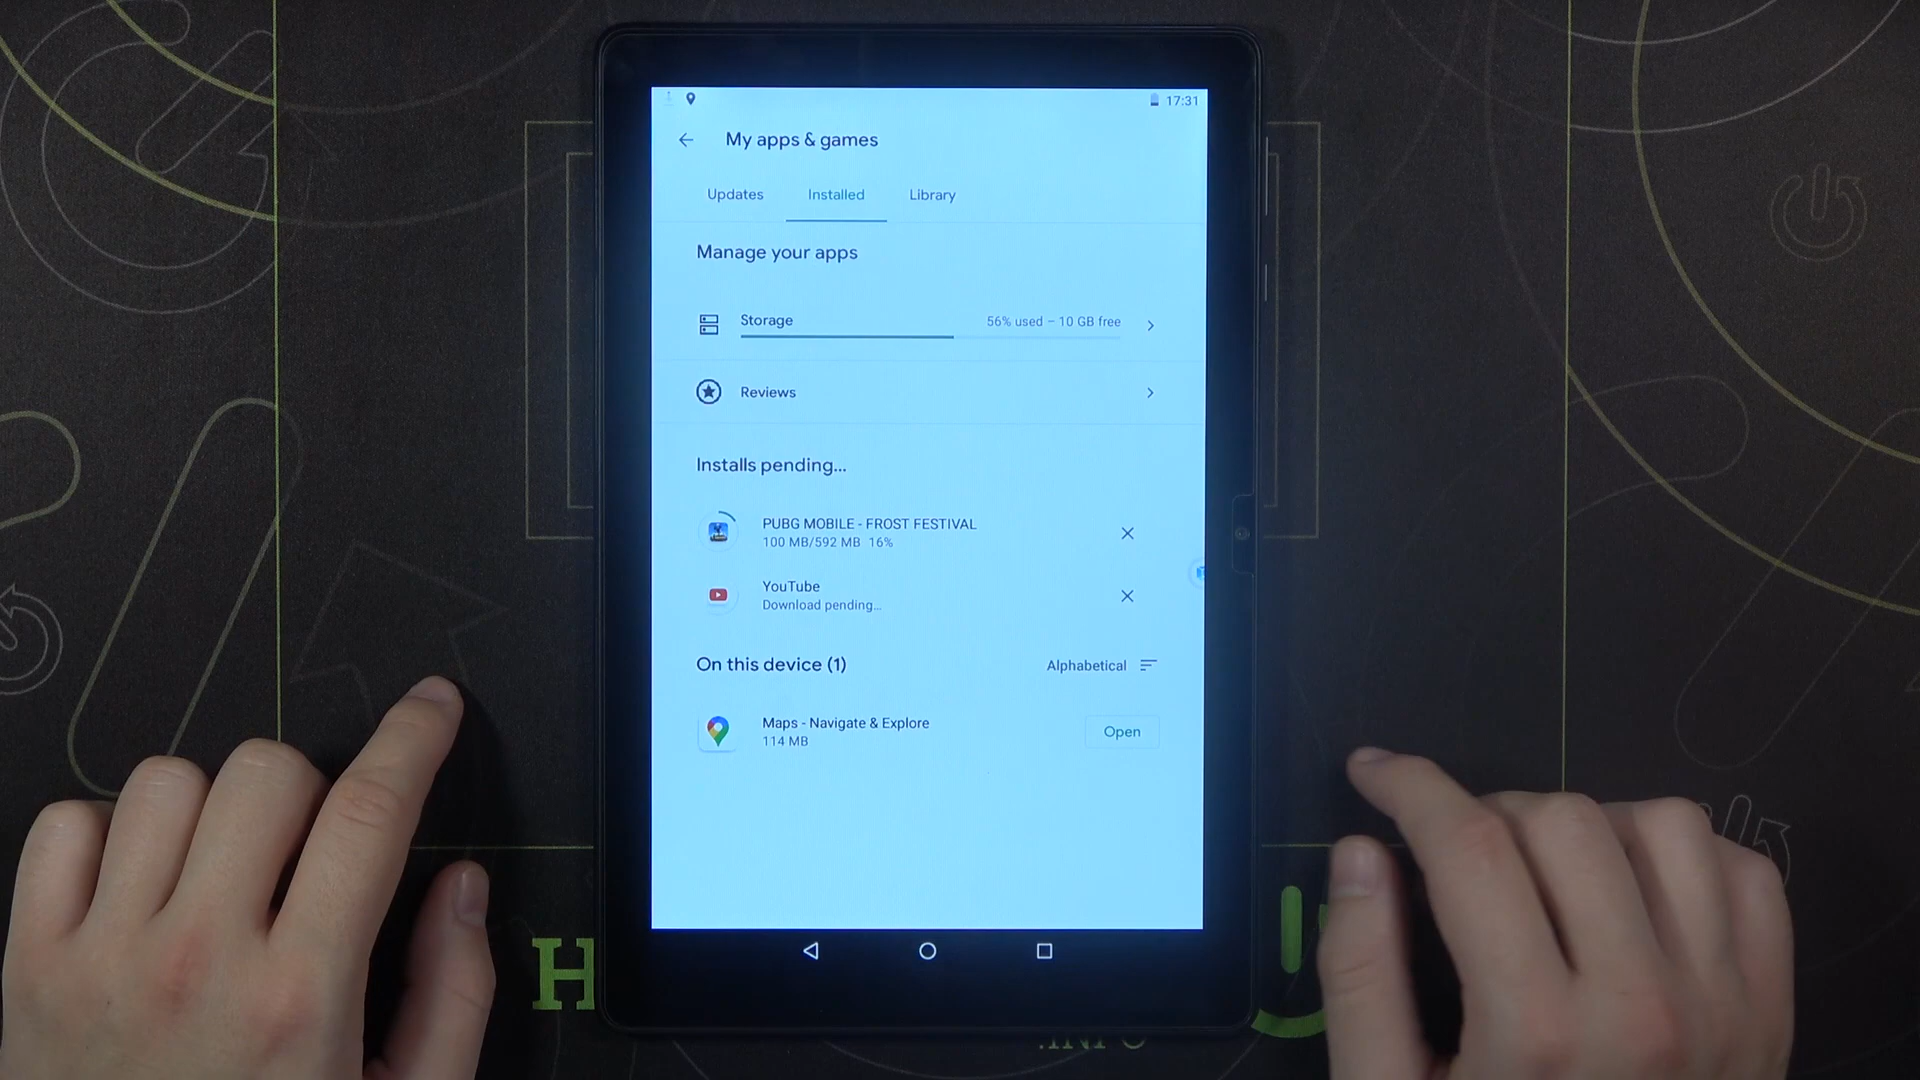 17:31
My apps & games
Updates Installed Library
Manage your apps
Storage 56% used – 10 GB free
Reviews
Installs pending...
PUBG MOBILE - FROST FESTIVAL
100 MB/592 MB 16%
YouTube
Download pending...
On this device (1) Alphabetical
Maps - Navigate & Explore
114 MB
Open
H
.INFO